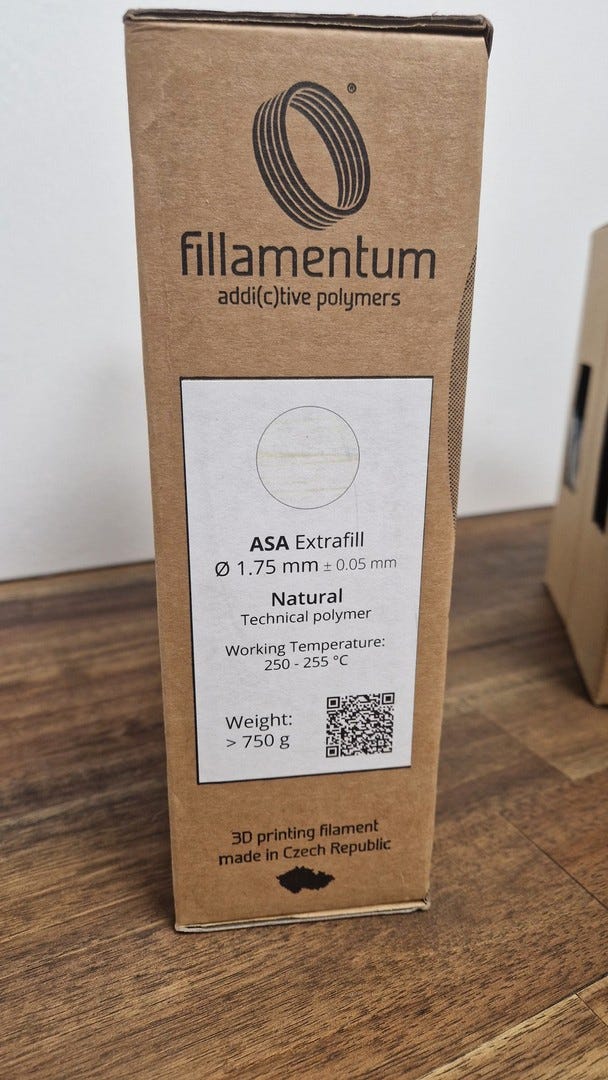 ®
fillamentum
addi(c)tive polymers
ASA Extrafill
Ø 1.75 mm ± 0.05 mm
Natural
Technical polymer
Working Temperature:
250 - 255 °C
Weight:
> 750 g
3D printing filament
made in Czech Republic